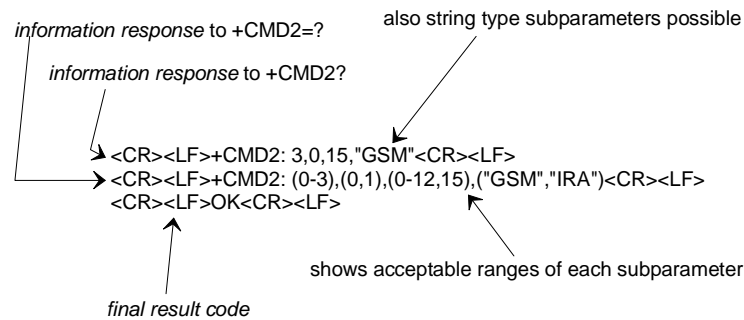 also string type subparameters possible
information response to +CMD2=?
information response to +CMD2?
<CR><LF>+CMD2: 3,0,15,"GSM"<CR><LF>
<CR><LF>+CMD2: (0-3),(0,1),(0-12,15),("GSM","IRA")<CR><LF>
<CR><LF>OK<CR><LF>
shows acceptable ranges of each subparameter
final result code